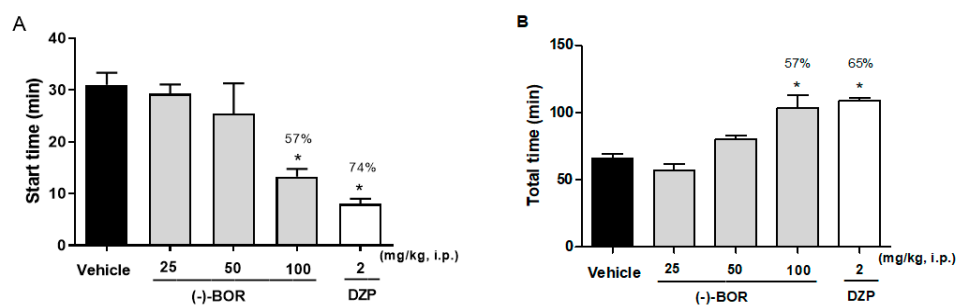 A
Start time (min)
40
30
20
10
0
57%
*
74%
*
Vehicle 25 50 100 2 (mg/kg, i.p.)
(-)-BOR DZP
B
Total time (min)
150
100
50
0
57%
*
65%
*
Vehicle 25 50 100 2 (mg/kg, i.p.)
(-)-BOR DZP